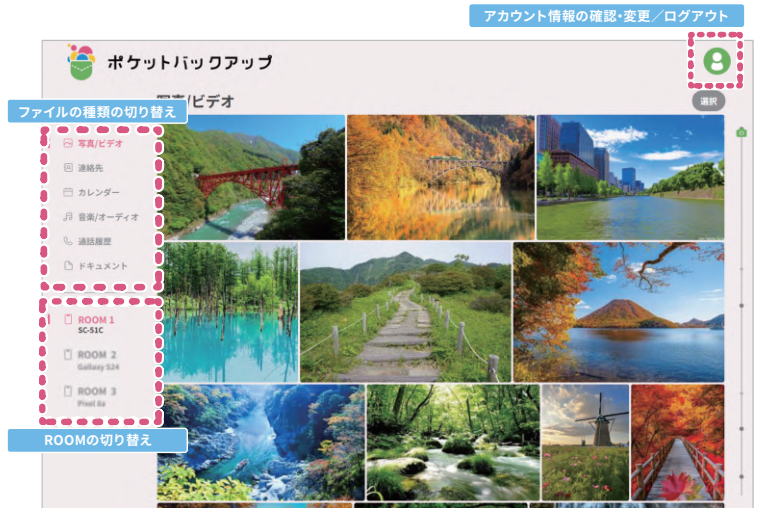 アカウント情報の確認・変更／ログアウト
ポケットバックアップ
写真/ビデオ
選択
ファイルの種類の切り替え
写真/ビデオ
連絡先
カレンダー
音楽/オーディオ
通話履歴
ドキュメント
ROOM 1
SC-51C
ROOM 2
Galaxy S24
ROOM 3
Pixel 8a
ROOMの切り替え